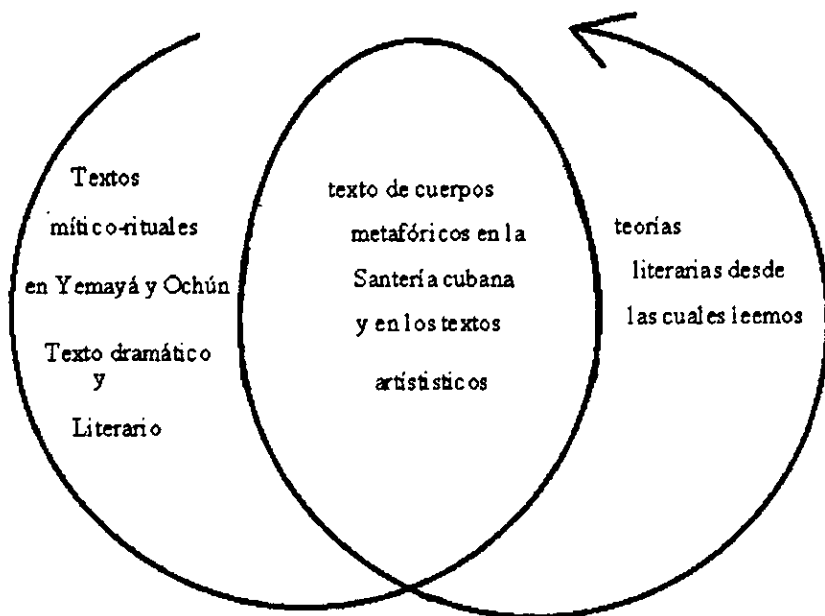 Textos
mítico-rituales
en Yemayá y Ochún
Texto dramático
y
Literario
texto de cuerpos
metafóricos en la
Santería cubana
y en los textos
artístisticos
teorías
literarias desde
las cuales leemos